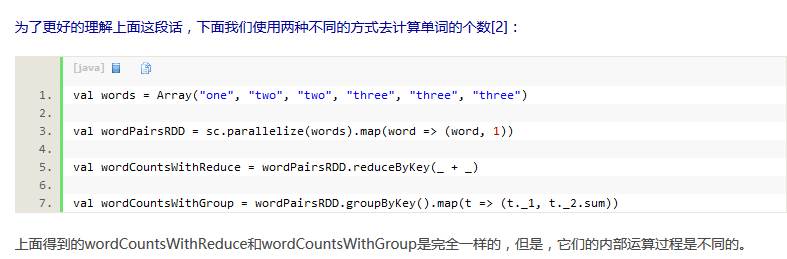 为了更好的理解上面这段话，下面我们使用两种不同的方式去计算单词的个数[2]：
[java]
1. val words = Array("one", "two", "two", "three", "three", "three")
2.
3. val wordPairsRDD = sc.parallelize(words).map(word => (word, 1))
4.
5. val wordCountsWithReduce = wordPairsRDD.reduceByKey(_ + _)
6.
7. val wordCountsWithGroup = wordPairsRDD.groupByKey().map(t => (t._1, t._2.sum))
上面得到的wordCountsWithReduce和wordCountsWithGroup是完全一样的，但是，它们的内部运算过程是不同的。